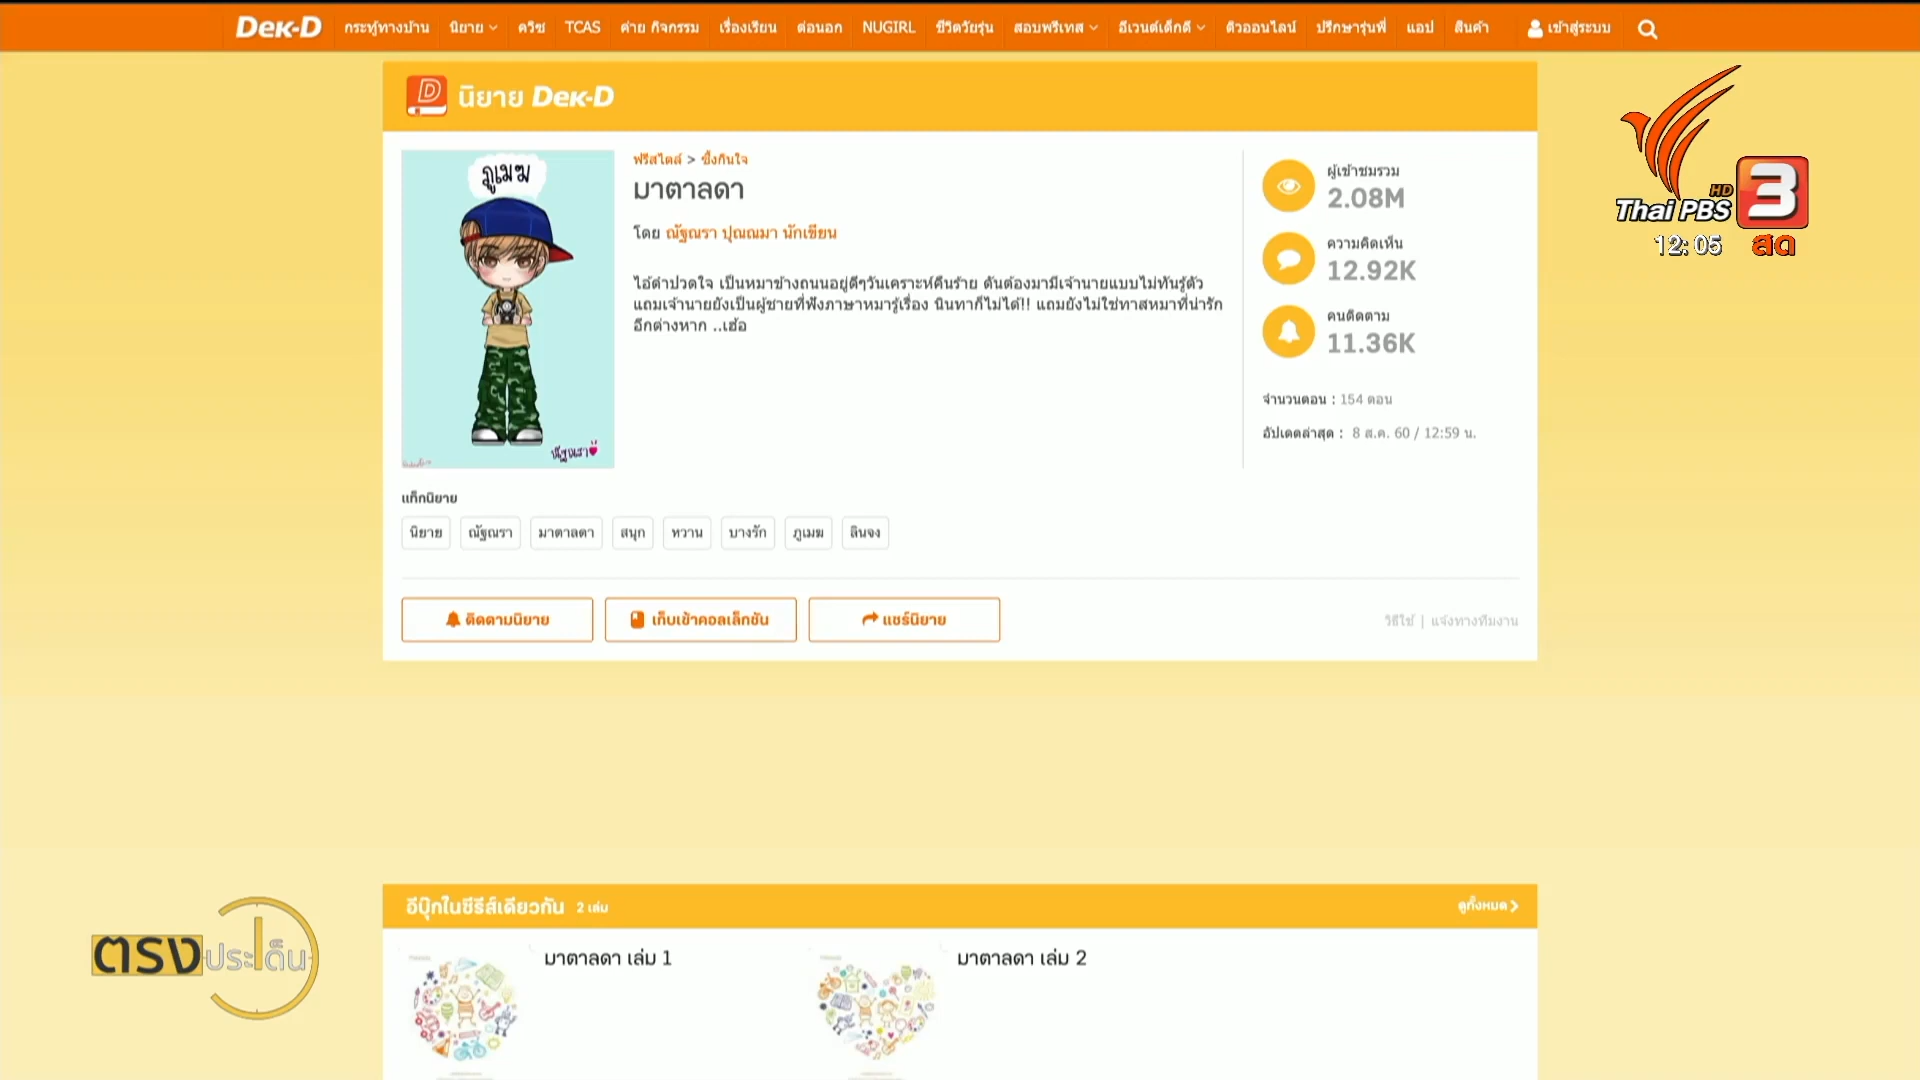 Dek-D กระทู้ทางบ้าน นิยาย ควิซ TCAS ค่าย กิจกรรม เรื่องเรียน ต่อนอก NUGIRL ชีวิตวัยรุ่น สอบพรีเทส อีเวนต์เด็กดี ติวออนไลน์ ปรึกษารุ่นพี่ แอป สินค้า เข้าสู่ระบบ
นิยาย Dek-D
HD
Thai PBS 3
12:05 สด
ภูเมฆ
ณัฐณรา
ฟรีสไตล์ > ซึ้งกินใจ
มาตาลดา
โดย ณัฐณรา ปุณณมา นักเขียน
ไอ้ดำปวดใจ เป็นหมาข้างถนนอยู่ดีๆวันเคราะห์คืนร้าย ดันต้องมามีเจ้านายแบบไม่ทันรู้ตัว
แถมเจ้านายยังเป็นผู้ชายที่ฟังภาษาหมารู้เรื่อง นินทาก็ไม่ได้!! แถมยังไม่ใช่ทาสหมาที่น่ารัก
อีกต่างหาก ..เฮ้อ
ผู้เข้าชมรวม
2.08M
ความคิดเห็น
12.92K
คนติดตาม
11.36K
จำนวนตอน : 154 ตอน
อัปเดตล่าสุด : 8 ส.ค. 60 / 12:59 น.
แท็กนิยาย
นิยาย ณัฐณรา มาตาลดา สนุก หวาน บางรัก ภูเมฆ ลินจง
ติดตามนิยาย เก็บเข้าคอลเล็กชัน แชร์นิยาย
วิธีใช้ | แจ้งทางทีมงาน
อีบุ๊กในซีรีส์เดียวกัน 2 เล่ม ดูทั้งหมด
มาตาลดา เล่ม 1 มาตาลดา เล่ม 2
ตรงประเด็น